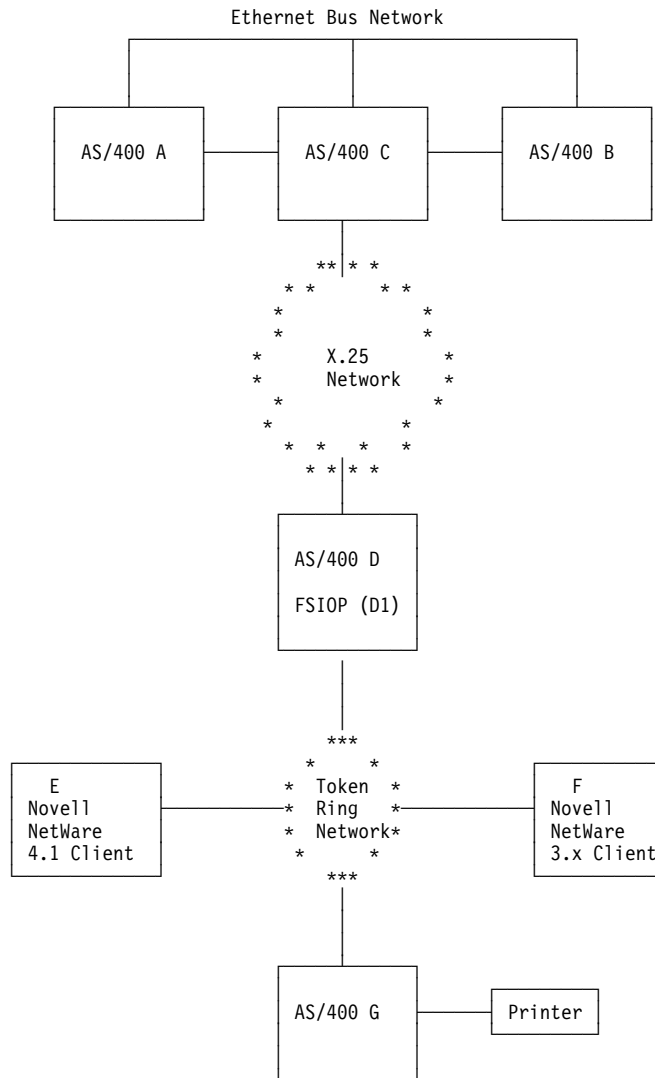 Ethernet Bus Network
AS/400 A
AS/400 C
AS/400 B
X.25
Network
AS/400 D
FSIOP (D1)
E
Novell
NetWare
4.1 Client
Token
Ring
Network
F
Novell
NetWare
3.x Client
AS/400 G
Printer